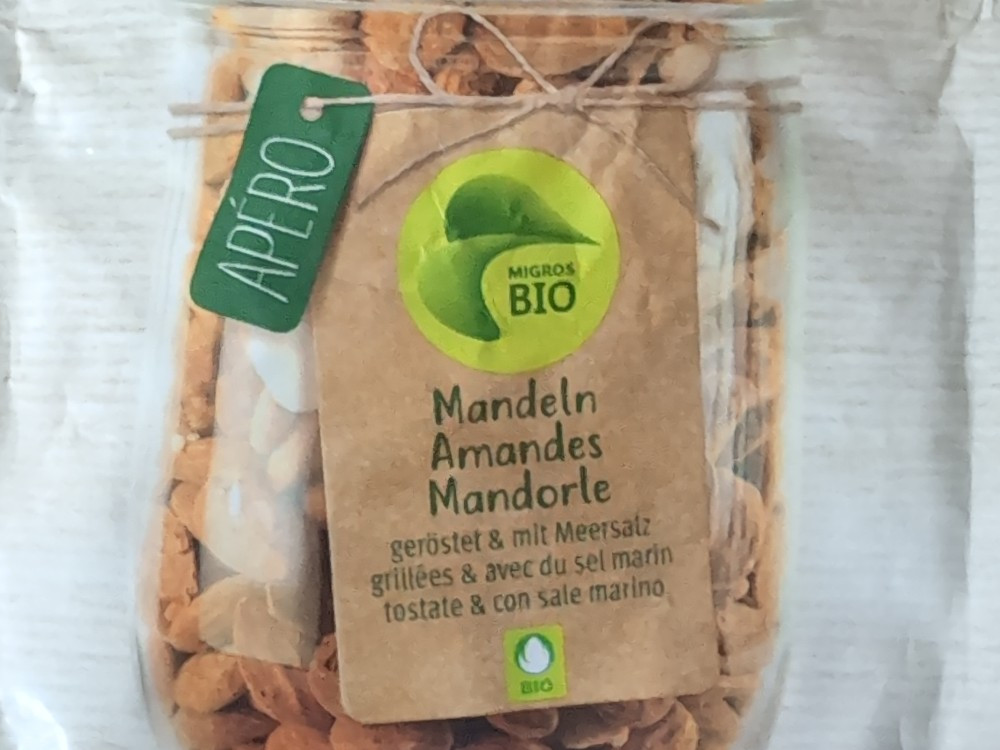 APÉRO
MIGROS
BIO
Mandeln
Amandes
Mandorle
geröstet & mit Meersalz
grillées & avec du sel marin
tostate & con sale marino
BIO